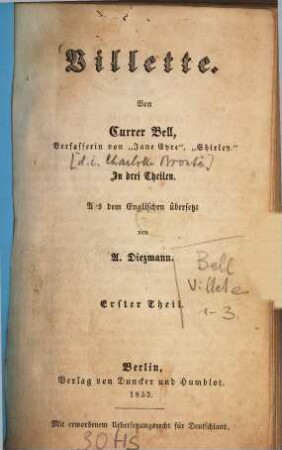 Villette.
Von
Currer Bell,
Verfasserin von „Jane Eyre“, „Shirley.“
[d. i. Charlotte Brontë]
In drei Theilen.
Aus dem Englischen übersetzt
von
A. Diezmann.
Bell
Villette
1-3.
Erster Theil.
Berlin,
Verlag von Duncker und Humblot.
1853.
Mit erworbenem Uebersetzungsrecht für Deutschland.
30HS